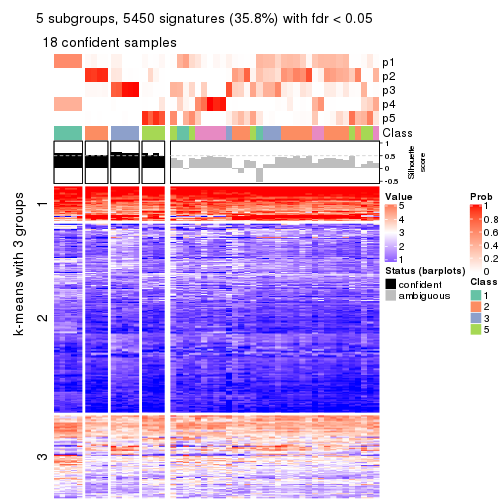 5 subgroups, 5450 signatures (35.8%) with fdr < 0.05
18 confident samples
p1
p2
p3
p4
p5
Class
1
0.5
0
-0.5
Silhouette
score
k-means with 3 groups
1
2
3
Value
5
4
3
2
1
Status (barplots)
confident
ambiguous
Prob
1
0.8
0.6
0.4
0.2
0
Class
1
2
3
5